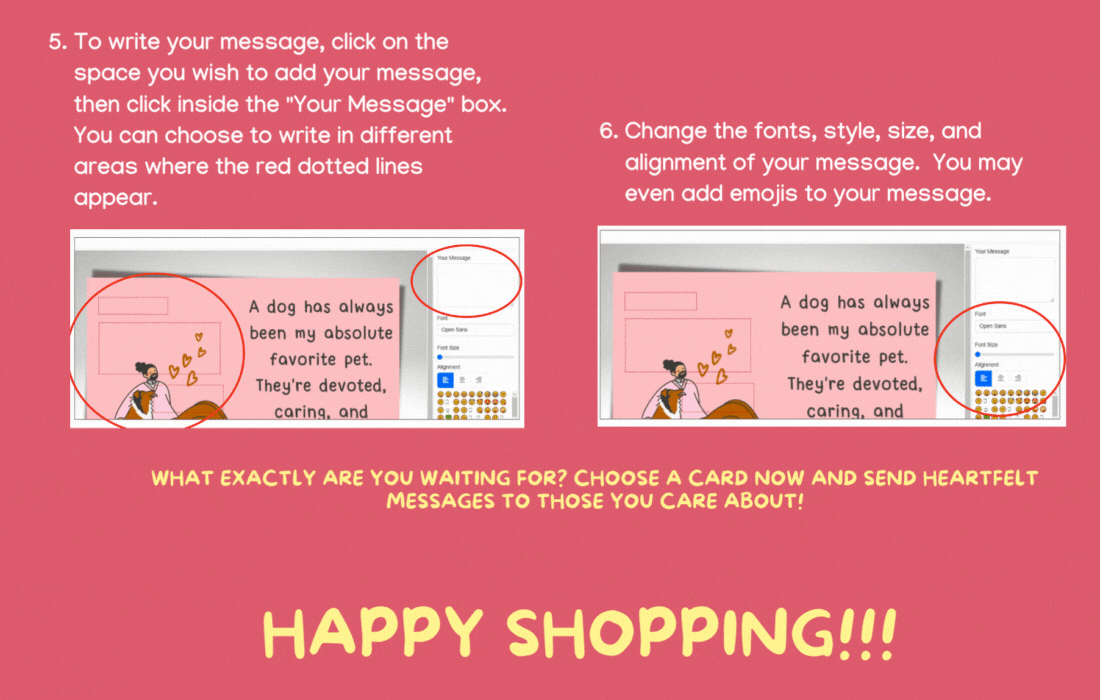 5. To write your message, click on the
space you wish to add your message,
then click inside the "Your Message" box.
You can choose to write in different
areas where the red dotted lines
appear.
Your Message
A dog has always
been my absolute
favorite pet.
They're devoted,
caring, and
Font
Open Sans
Font Size
Alignment
6. Change the fonts, style, size, and
alignment of your message. You may
even add emojis to your message.
Your Message
A dog has always
been my absolute
favorite pet.
They're devoted,
caring, and
Font
Open Sans
Font Size
Alignment
WHAT EXACTLY ARE YOU WAITING FOR? CHOOSE A CARD NOW AND SEND HEARTFELT
MESSAGES TO THOSE YOU CARE ABOUT!
HAPPY SHOPPING!!!